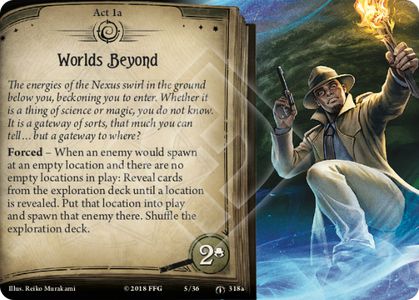 Act 1a
Worlds Beyond
The energies of the Nexus swirl in the ground
below you, beckoning you to enter. Whether it
is a thing of science or magic, you do not know.
It is a gateway of sorts, that much you can
tell… but a gateway to where?
Forced – When an enemy would spawn
at an empty location and there are no
empty locations in play: Reveal cards
from the exploration deck until a location
is revealed. Put that location into play
and spawn that enemy there. Shuffle the
exploration deck.
2
Illus. Reiko Murakami
© 2018 FFG
5/36
318a